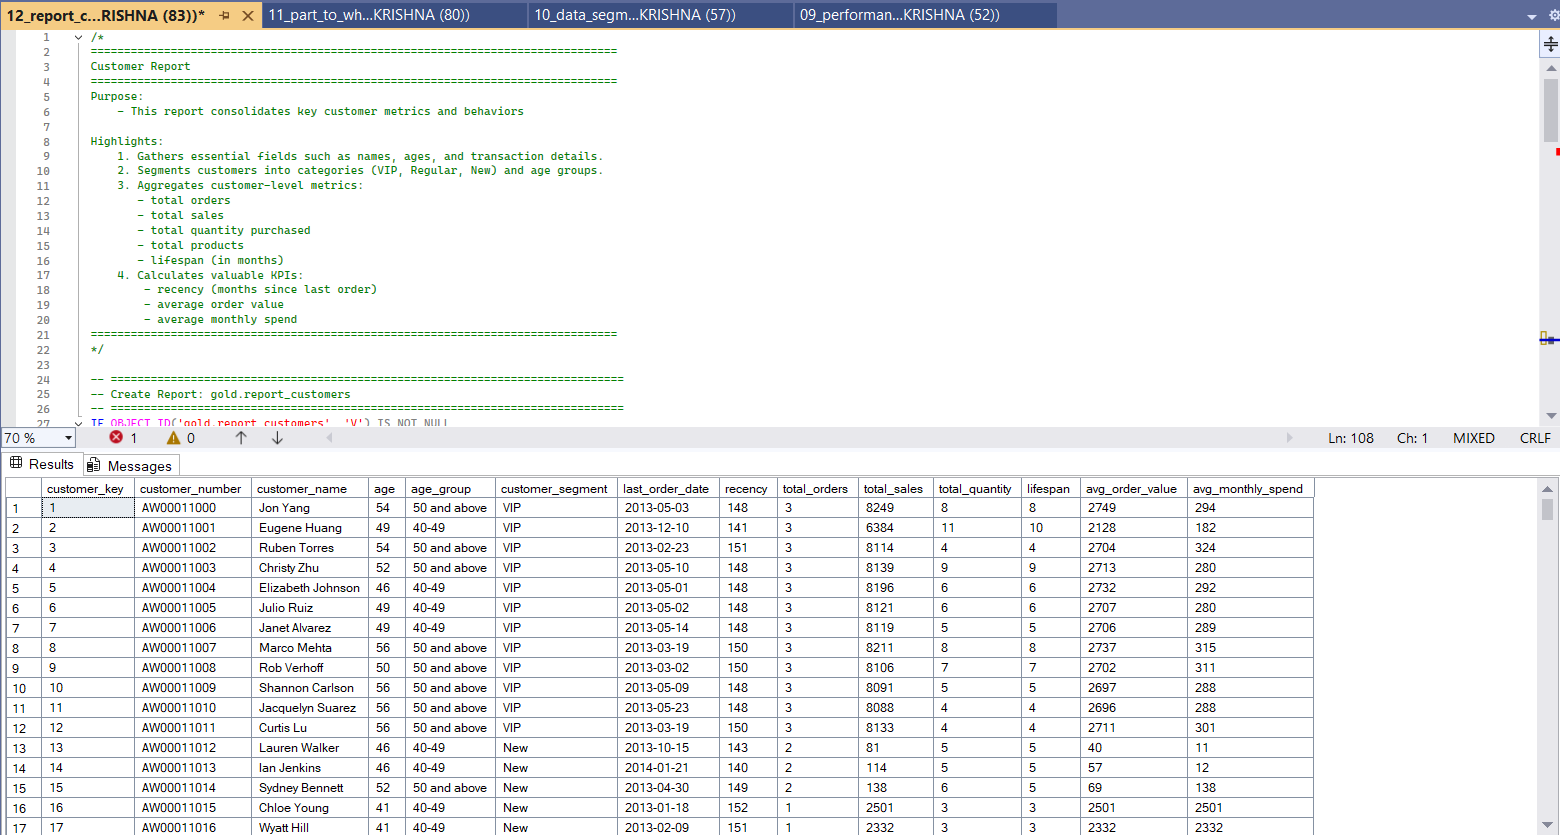 12_report_c...RISHNA (83))* 11_part_to_wh...KRISHNA (80)) 10_data_segm...KRISHNA (57)) 09_performan...KRISHNA (52))
1 /*
2 ===============================================================================
3 Customer Report
4 ===============================================================================
5 Purpose:
6 - This report consolidates key customer metrics and behaviors
7
8 Highlights:
9 1. Gathers essential fields such as names, ages, and transaction details.
10 2. Segments customers into categories (VIP, Regular, New) and age groups.
11 3. Aggregates customer-level metrics:
12 - total orders
13 - total sales
14 - total quantity purchased
15 - total products
16 - lifespan (in months)
17 4. Calculates valuable KPIs:
18 - recency (months since last order)
19 - average order value
20 - average monthly spend
21 ===============================================================================
22 */
23
24 -- =============================================================================
25 -- Create Report: gold.report_customers
26 -- =============================================================================
27 IF OBJECT_ID('gold.report_customers', 'V') IS NOT NULL
70 % 1 0 Ln: 108 Ch: 1 MIXED CRLF
Results Messages
customer_key customer_number customer_name age age_group customer_segment last_order_date recency total_orders total_sales total_quantity lifespan avg_order_value avg_monthly_spend
1 1 AW00011000 Jon Yang 54 50 and above VIP 2013-05-03 148 3 8249 8 8 2749 294
2 2 AW00011001 Eugene Huang 49 40-49 VIP 2013-12-10 141 3 6384 11 10 2128 182
3 3 AW00011002 Ruben Torres 54 50 and above VIP 2013-02-23 151 3 8114 4 4 2704 324
4 4 AW00011003 Christy Zhu 52 50 and above VIP 2013-05-10 148 3 8139 9 9 2713 280
5 5 AW00011004 Elizabeth Johnson 46 40-49 VIP 2013-05-01 148 3 8196 6 6 2732 292
6 6 AW00011005 Julio Ruiz 49 40-49 VIP 2013-05-02 148 3 8121 6 6 2707 280
7 7 AW00011006 Janet Alvarez 49 40-49 VIP 2013-05-14 148 3 8119 5 5 2706 289
8 8 AW00011007 Marco Mehta 56 50 and above VIP 2013-03-19 150 3 8211 8 8 2737 315
9 9 AW00011008 Rob Verhoff 50 50 and above VIP 2013-03-02 150 3 8106 7 7 2702 311
10 10 AW00011009 Shannon Carlson 56 50 and above VIP 2013-05-09 148 3 8091 5 5 2697 288
11 11 AW00011010 Jacquelyn Suarez 56 50 and above VIP 2013-05-23 148 3 8088 4 4 2696 288
12 12 AW00011011 Curtis Lu 56 50 and above VIP 2013-03-19 150 3 8133 4 4 2711 301
13 13 AW00011012 Lauren Walker 46 40-49 New 2013-10-15 143 2 81 5 5 40 11
14 14 AW00011013 Ian Jenkins 46 40-49 New 2014-01-21 140 2 114 5 5 57 12
15 15 AW00011014 Sydney Bennett 52 50 and above New 2013-04-30 149 2 138 6 5 69 138
16 16 AW00011015 Chloe Young 41 40-49 New 2013-01-18 152 1 2501 3 3 2501 2501
17 17 AW00011016 Wyatt Hill 41 40-49 New 2013-02-09 151 1 2332 3 3 2332 2332